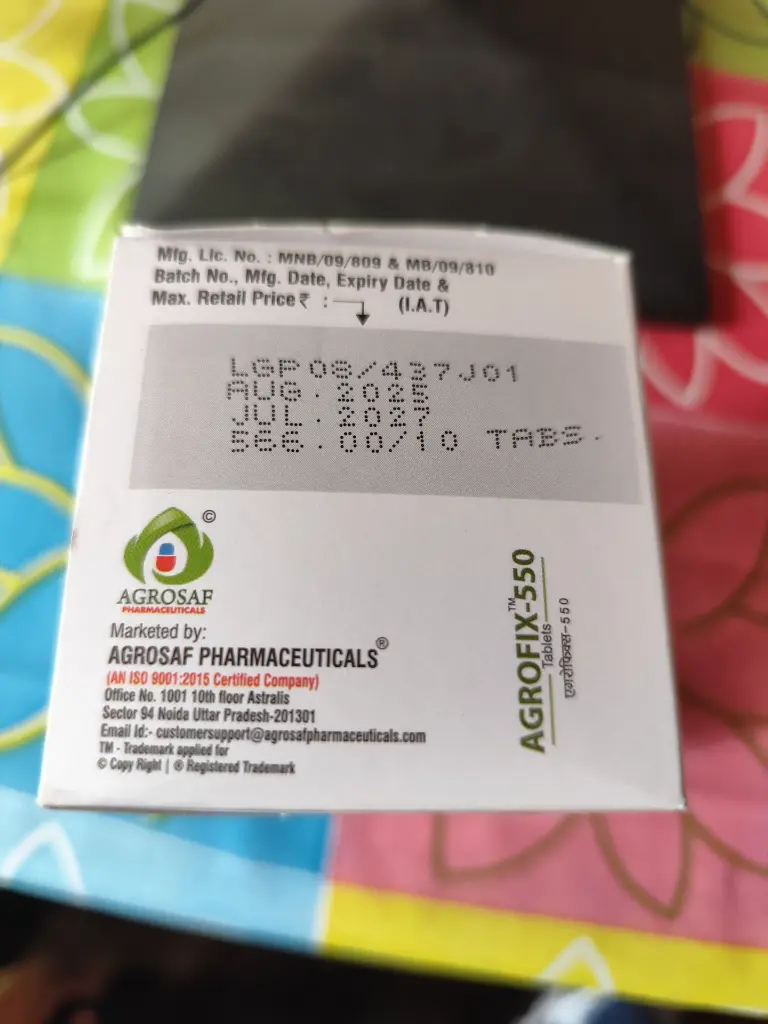 Mfg. Lic. No. : MNB/09/809 & MB/09/810
Batch No., Mfg. Date, Expiry Date &
Max. Retail Price ₹ : (I.A.T)
LGP08/437J01
AUG. 2025
JUL. 2027
566.00/10 TABS.
©
AGROSAF
PHARMACEUTICALS
Marketed by:
AGROSAF PHARMACEUTICALS®
(AN ISO 9001:2015 Certified Company)
Office No. 1001 10th floor Astralis
Sector 94 Noida Uttar Pradesh-201301
Email Id:- customersupport@agrosafpharmaceuticals.com
TM - Trademark applied for
© Copy Right | ® Registered Trademark
AGROFIX™-550
Tablets
एगरोफिक्स-550